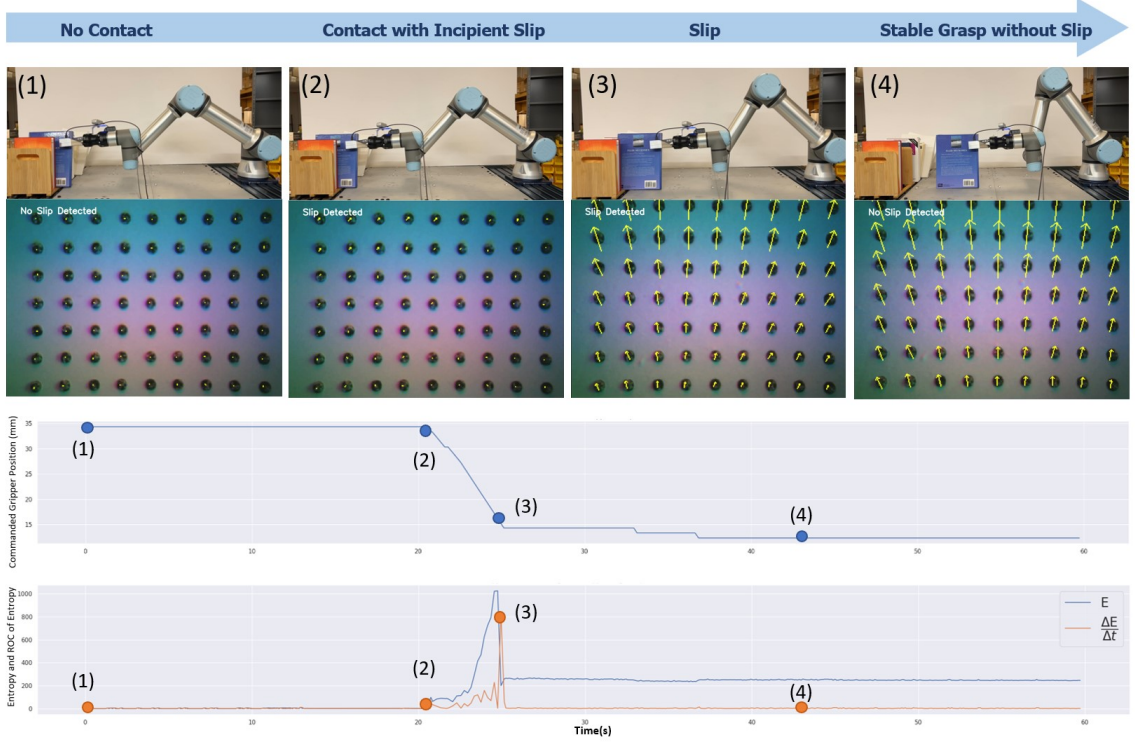 No Contact
Contact with Incipient Slip
Slip
Stable Grasp without Slip
(1)
(2)
(3)
(4)
No Slip Detected
Slip Detected
Slip Detected
No Slip Detected
Commanded Gripper Position (mm)
35
30
25
20
15
(1)
(2)
(3)
(4)
0
10
20
30
40
50
60
Entropy and ROC of Entropy
1000
800
600
400
200
0
(1)
(2)
(3)
(4)
E
ΔE
Δt
0
10
20
30
40
50
60
Time(s)